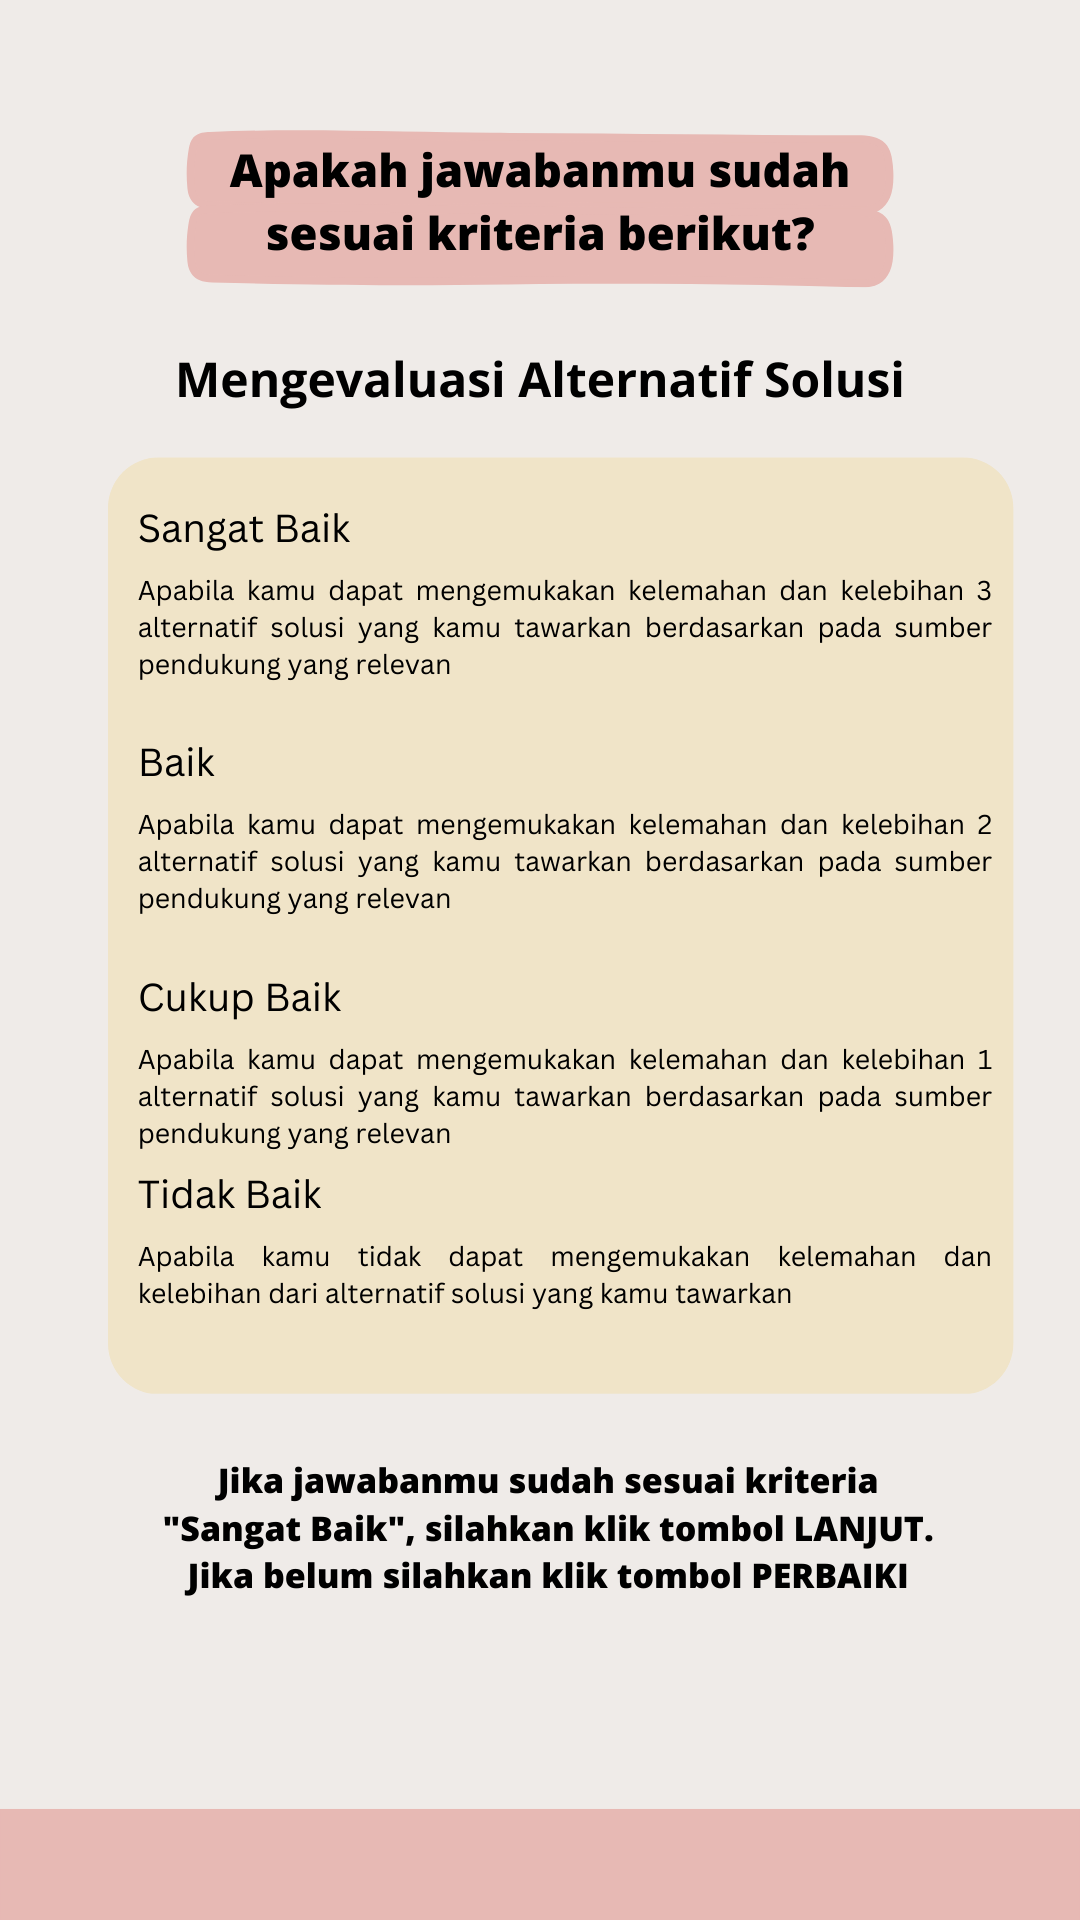 Apakah jawabanmu sudah
sesuai kriteria berikut?
Mengevaluasi Alternatif Solusi
Sangat Baik
Apabila kamu dapat mengemukakan kelemahan dan kelebihan 3
alternatif solusi yang kamu tawarkan berdasarkan pada sumber
pendukung yang relevan
Baik
Apabila kamu dapat mengemukakan kelemahan dan kelebihan 2
alternatif solusi yang kamu tawarkan berdasarkan pada sumber
pendukung yang relevan
Cukup Baik
Apabila kamu dapat mengemukakan kelemahan dan kelebihan 1
alternatif solusi yang kamu tawarkan berdasarkan pada sumber
pendukung yang relevan
Tidak Baik
Apabila kamu tidak dapat mengemukakan kelemahan dan
kelebihan dari alternatif solusi yang kamu tawarkan
Jika jawabanmu sudah sesuai kriteria
"Sangat Baik", silahkan klik tombol LANJUT.
Jika belum silahkan klik tombol PERBAIKI